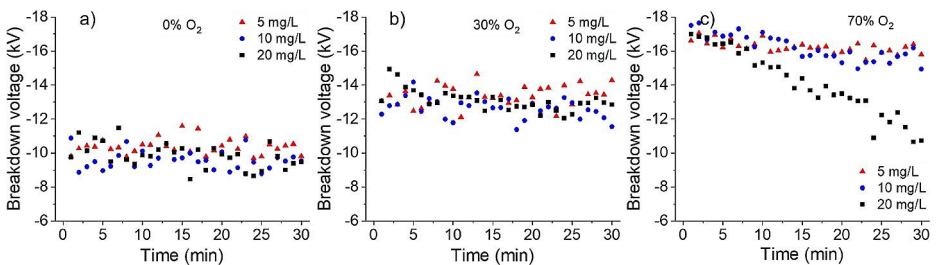 a)
0% O₂
5 mg/L
10 mg/L
20 mg/L
Breakdown voltage (kV)
-18
-16
-14
-12
-10
-8
-6
0 5 10 15 20 25 30
Time (min)
b)
30% O₂
5 mg/L
10 mg/L
20 mg/L
Breakdown voltage (kV)
-18
-16
-14
-12
-10
-8
-6
0 5 10 15 20 25 30
Time (min)
c)
70% O₂
Breakdown voltage (kV)
-18
-16
-14
-12
-10
-8
-6
5 mg/L
10 mg/L
20 mg/L
0 5 10 15 20 25 30
Time (min)